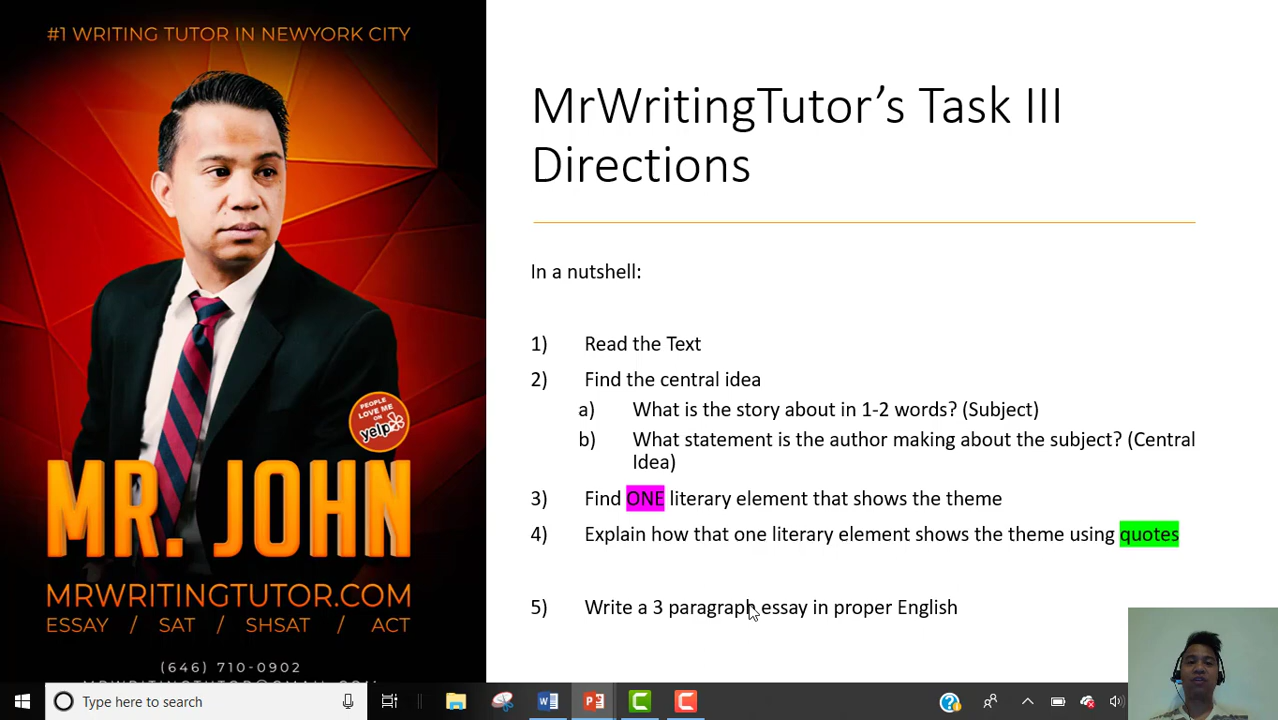 #1 WRITING TUTOR IN NEWYORK CITY
PEOPLE
LOVE ME
ON
yelp
MR. JOHN
MRWRITINGTUTOR.COM
ESSAY / SAT / SHSAT / ACT
(646) 710-0902
MrWritingTutor’s Task III
Directions
In a nutshell:
1) Read the Text
2) Find the central idea
a) What is the story about in 1-2 words? (Subject)
b) What statement is the author making about the subject? (Central
Idea)
3) Find ONE literary element that shows the theme
4) Explain how that one literary element shows the theme using quotes
5) Write a 3 paragraph essay in proper English
Type here to search